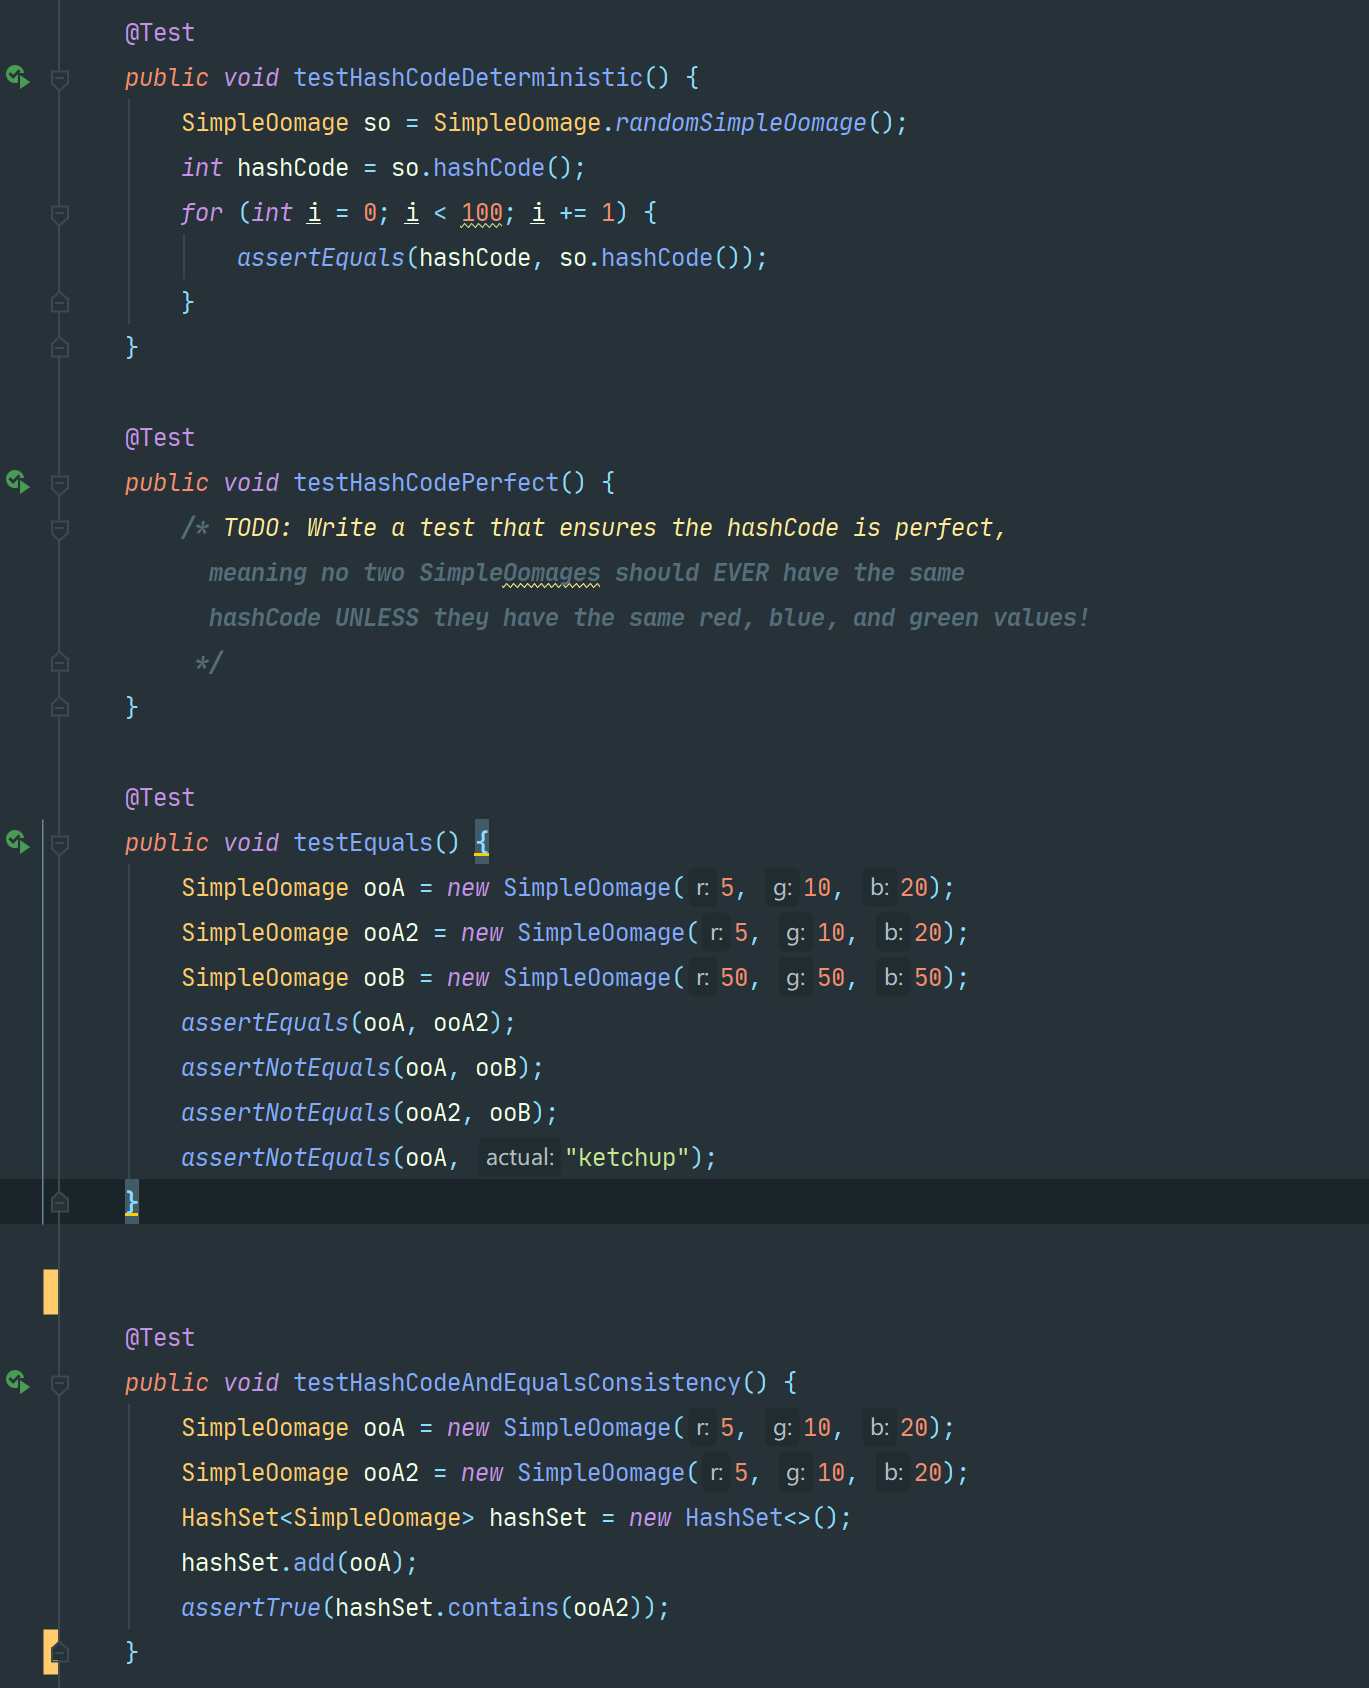 @Test
public void testHashCodeDeterministic() {
SimpleOomage so = SimpleOomage.randomSimpleOomage();
int hashCode = so.hashCode();
for (int i = 0; i < 100; i += 1) {
assertEquals(hashCode, so.hashCode());
}
}
@Test
public void testHashCodePerfect() {
/* TODO: Write a test that ensures the hashCode is perfect,
meaning no two SimpleOomages should EVER have the same
hashCode UNLESS they have the same red, blue, and green values!
*/
}
@Test
public void testEquals() {
SimpleOomage ooA = new SimpleOomage( r: 5, g: 10, b: 20);
SimpleOomage ooA2 = new SimpleOomage( r: 5, g: 10, b: 20);
SimpleOomage ooB = new SimpleOomage( r: 50, g: 50, b: 50);
assertEquals(ooA, ooA2);
assertNotEquals(ooA, ooB);
assertNotEquals(ooA2, ooB);
assertNotEquals(ooA, actual: "ketchup");
}
@Test
public void testHashCodeAndEqualsConsistency() {
SimpleOomage ooA = new SimpleOomage( r: 5, g: 10, b: 20);
SimpleOomage ooA2 = new SimpleOomage( r: 5, g: 10, b: 20);
HashSet<SimpleOomage> hashSet = new HashSet<>();
hashSet.add(ooA);
assertTrue(hashSet.contains(ooA2));
}